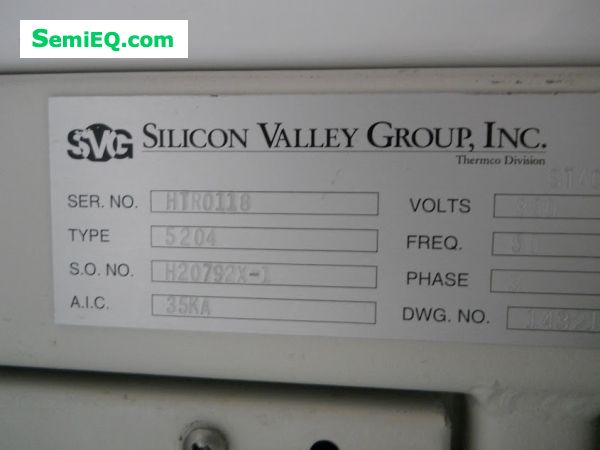 SemiEQ.com
SVG SILICON VALLEY GROUP, INC.
Thermco Division
SER. NO. HTR0118
TYPE 5204
S.O. NO. H20792X-1
A.I.C. 35KA
VOLTS
FREQ.
PHASE
DWG. NO.